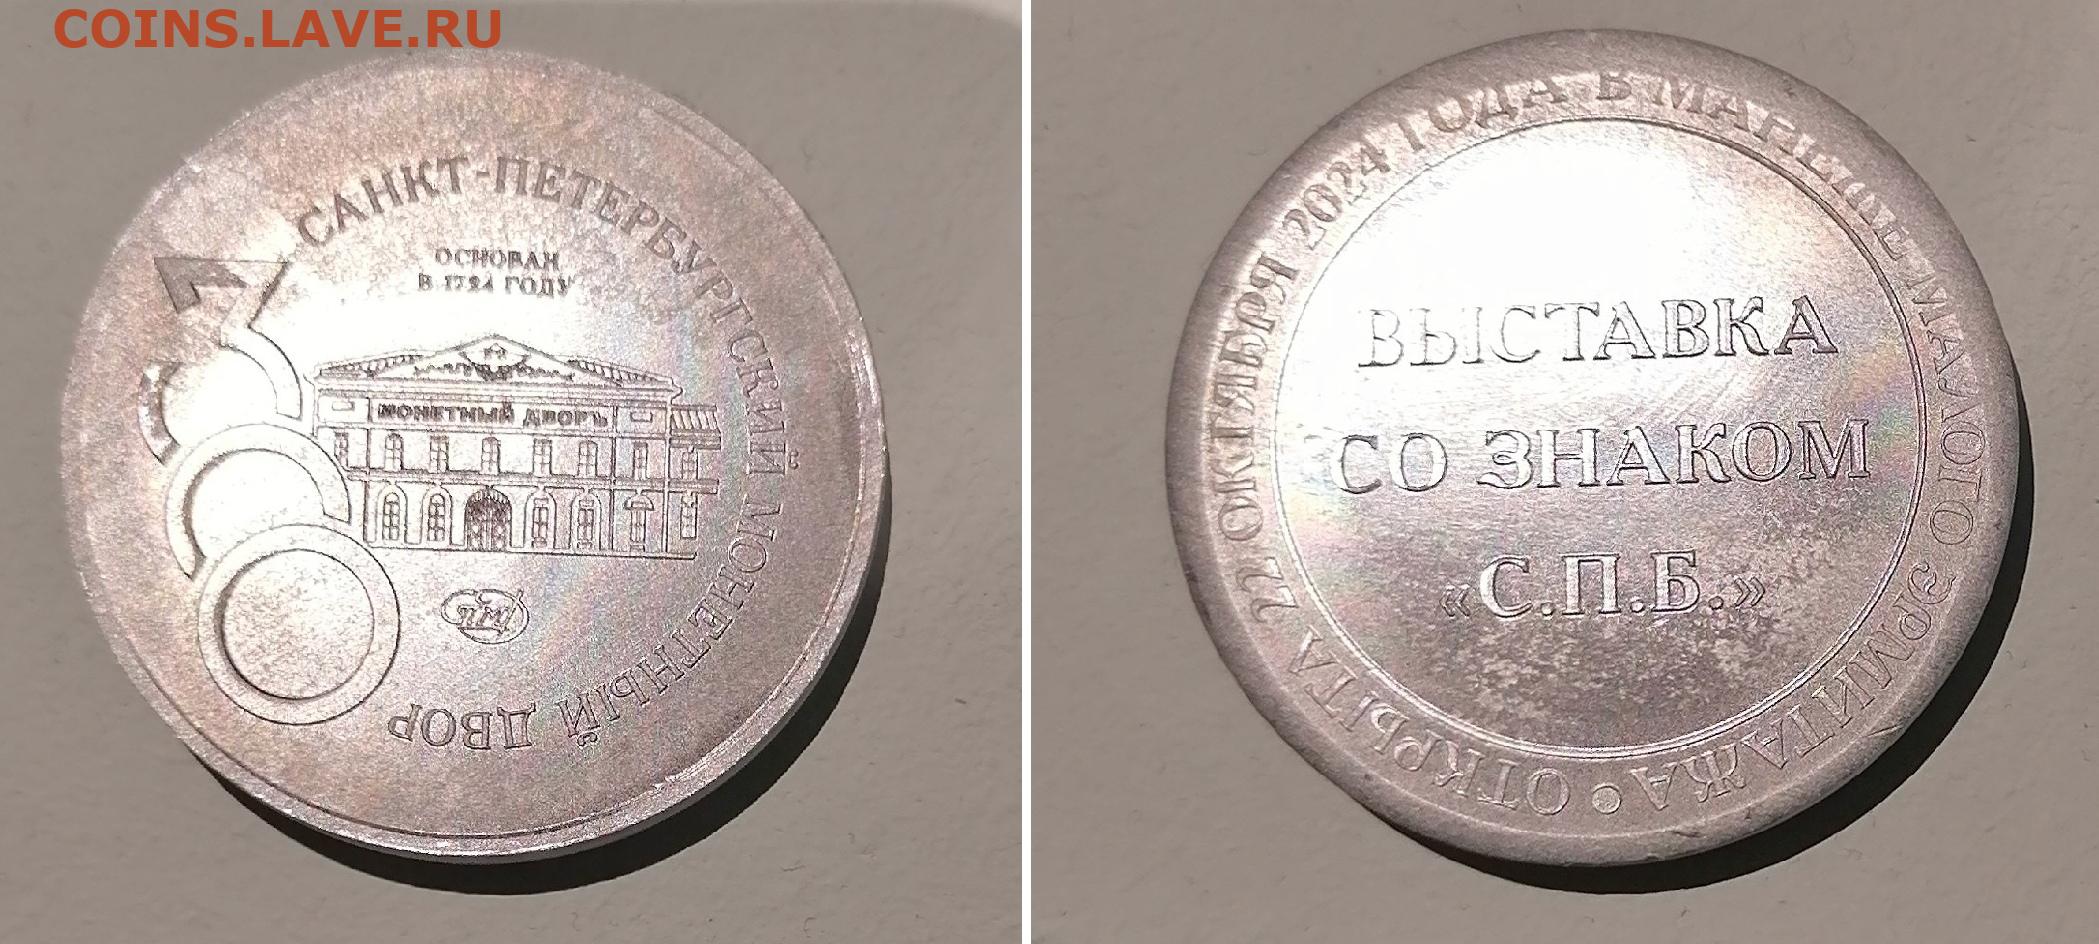 COINS.LAVE.RU
САНКТ-ПЕТЕРБУРГСКИЙ МОНЕТНЫЙ ДВОР
ОСНОВАН
В 1724 ГОДУ
МОНЕТНЫЙ ДВОРЪ
ОТКРЫТА 22 ОКТЯБРЯ 2024 ГОДА В МАНЕЖЕ МАЛОГО ЭРМИТАЖА •
ВЫСТАВКА
СО ЗНАКОМ
«С.П.Б.»